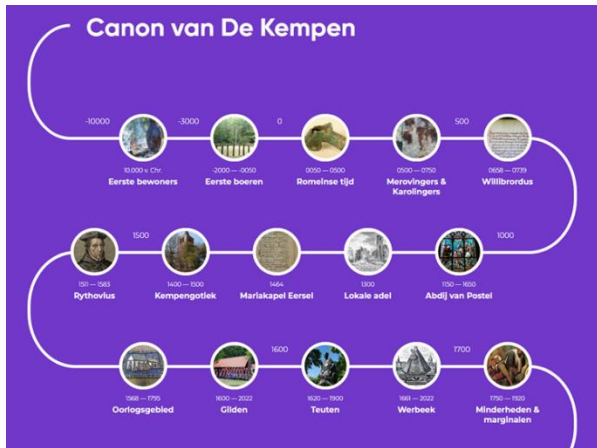 Canon van De Kempen
-10000
-3000
0
500
10.000 v. Chr.
Eerste bewoners
-2000 — -0050
Eerste boeren
0050 — 0500
Romeinse tijd
0500 — 0750
Merovingers &
Karolingers
0658 — 0739
Willibrordus
1500
1000
1511 — 1583
Rythovius
1400 — 1500
Kempengotiek
1464
Mariakapel Eersel
1300
Lokale adel
1150 — 1650
Abdij van Postel
1600
1700
1568 — 1795
Oorlogsgebied
1600 — 2022
Gilden
1620 — 1900
Teuten
1661 — 2022
Werbeek
1750 — 1920
Minderheden &
marginalen